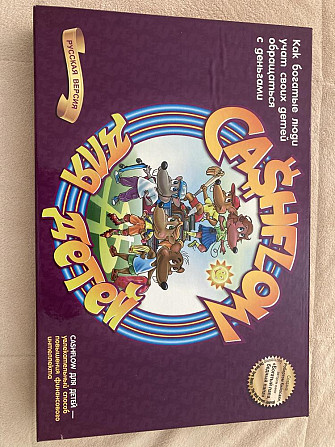 Как богатые люди
учат своих детей
обращаться
с деньгами
CASHFLOW
для детей
РУССКАЯ ВЕРСИЯ
CASHFLOW ДЛЯ ДЕТЕЙ —
увлекательный способ
повышения финансового
интеллекта